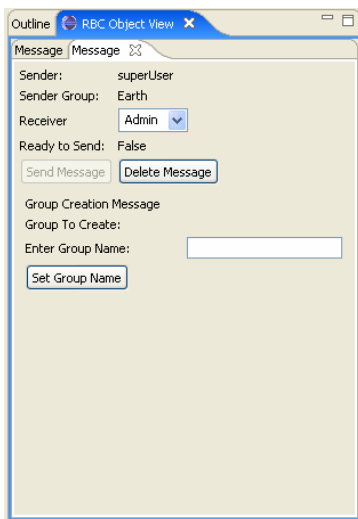 Outline RBC Object View
Message Message
Sender: superUser
Sender Group: Earth
Receiver Admin
Ready to Send: False
Send Message Delete Message
Group Creation Message
Group To Create:
Enter Group Name:
Set Group Name